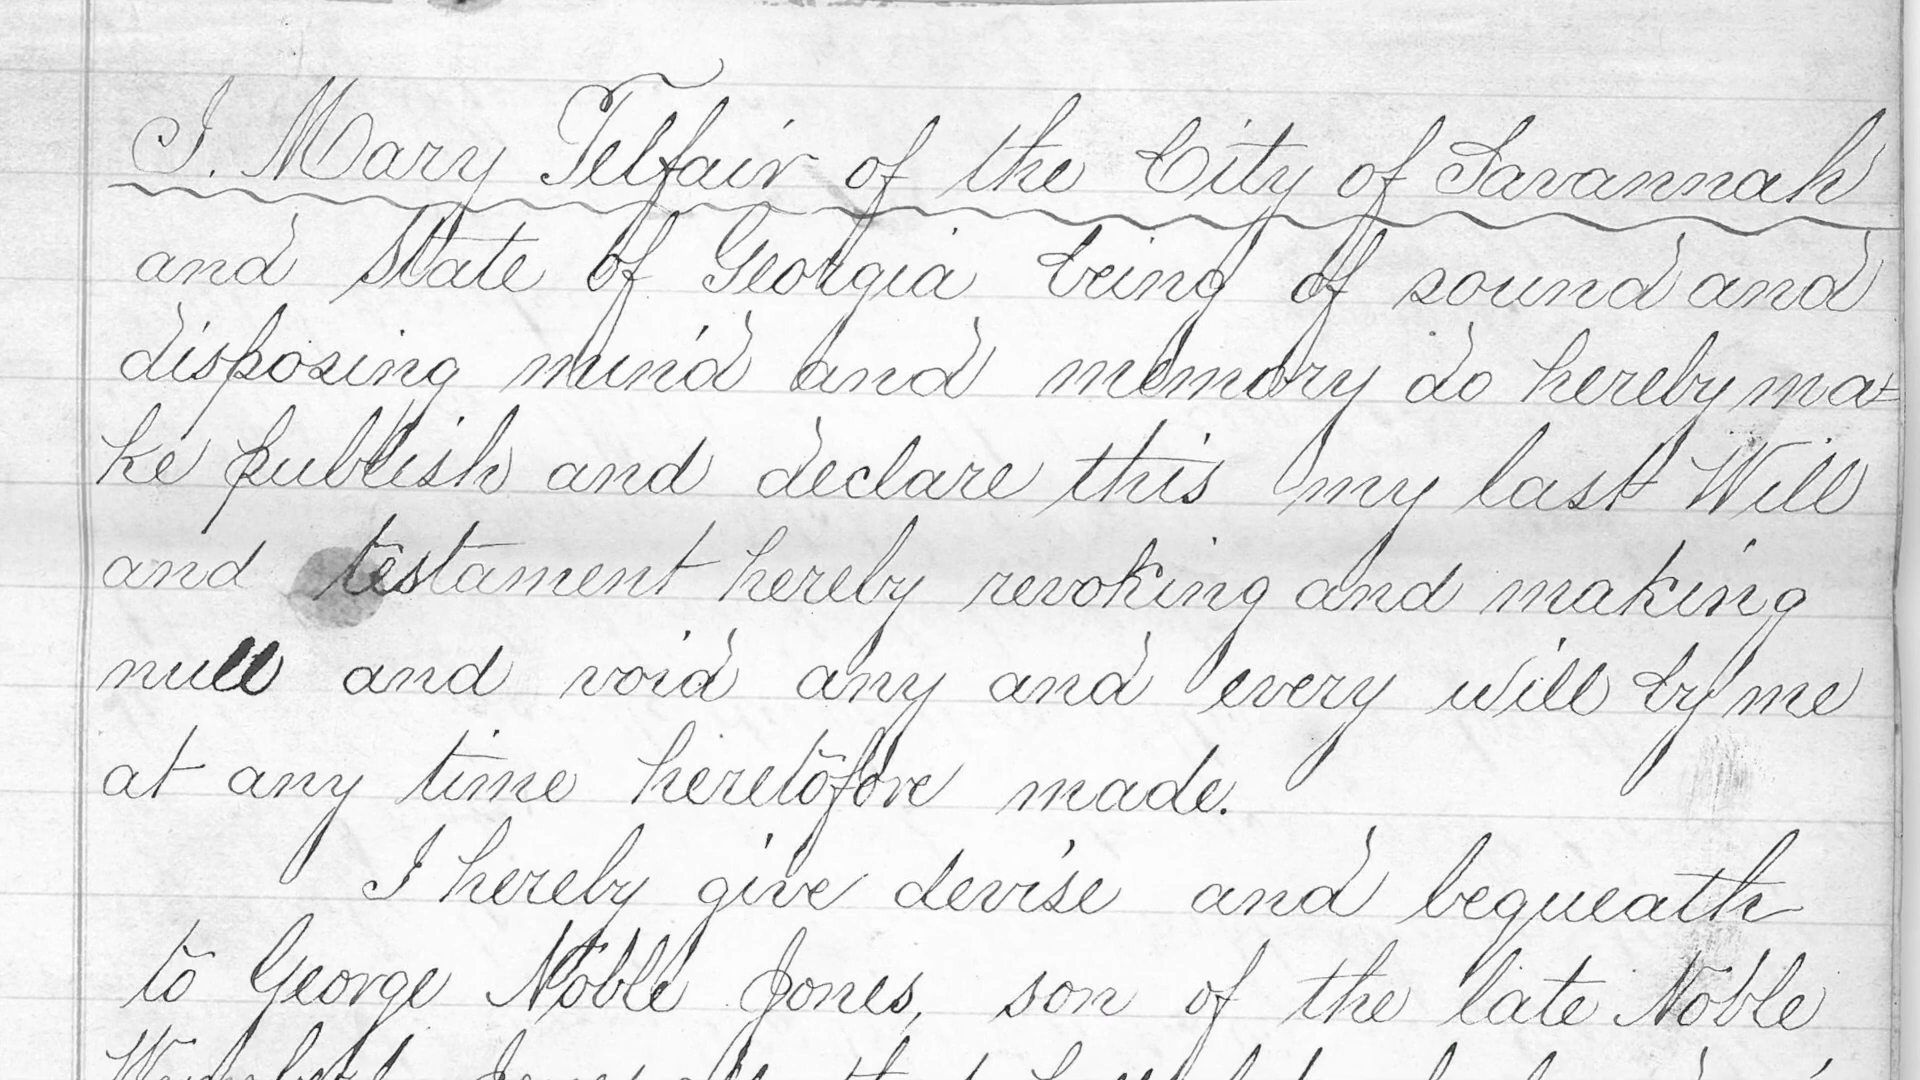 I. Mary Telfair of the City of Savannah
and State of Georgia being of sound and
disposing mind and memory do hereby ma=
ke publish and declare this my last Will
and testament hereby revoking and making
null and void any and every will by me
at any time heretofore made.
I hereby give devise and bequeath
to George Noble Jones, son of the late Noble
Jones all that